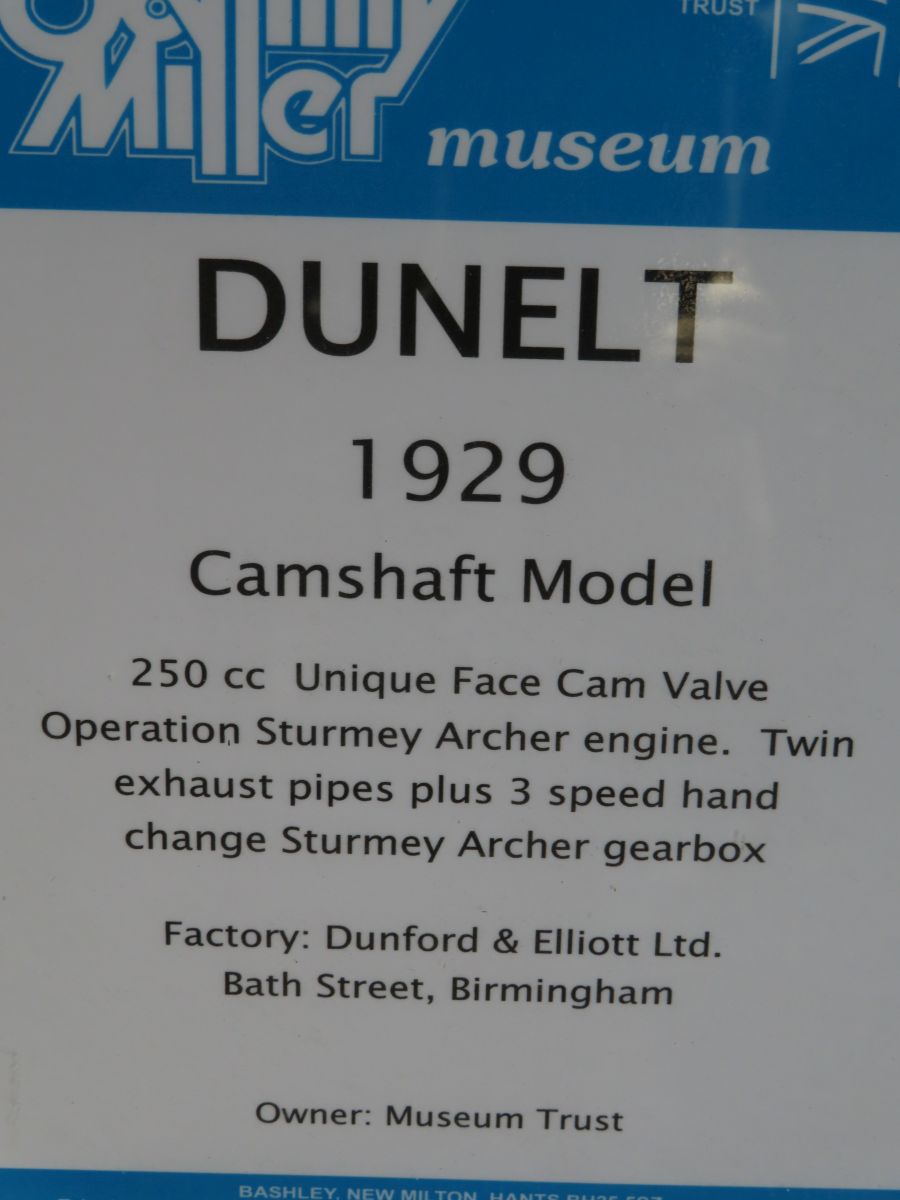 TRUST
Miller
museum
DUNELT
1929
Camshaft Model
250 cc  Unique Face Cam Valve
Operation Sturmey Archer engine.  Twin
exhaust pipes plus 3 speed hand
change Sturmey Archer gearbox
Factory: Dunford & Elliott Ltd.
Bath Street, Birmingham
Owner: Museum Trust
BASHLEY, NEW MILTON, HANTS